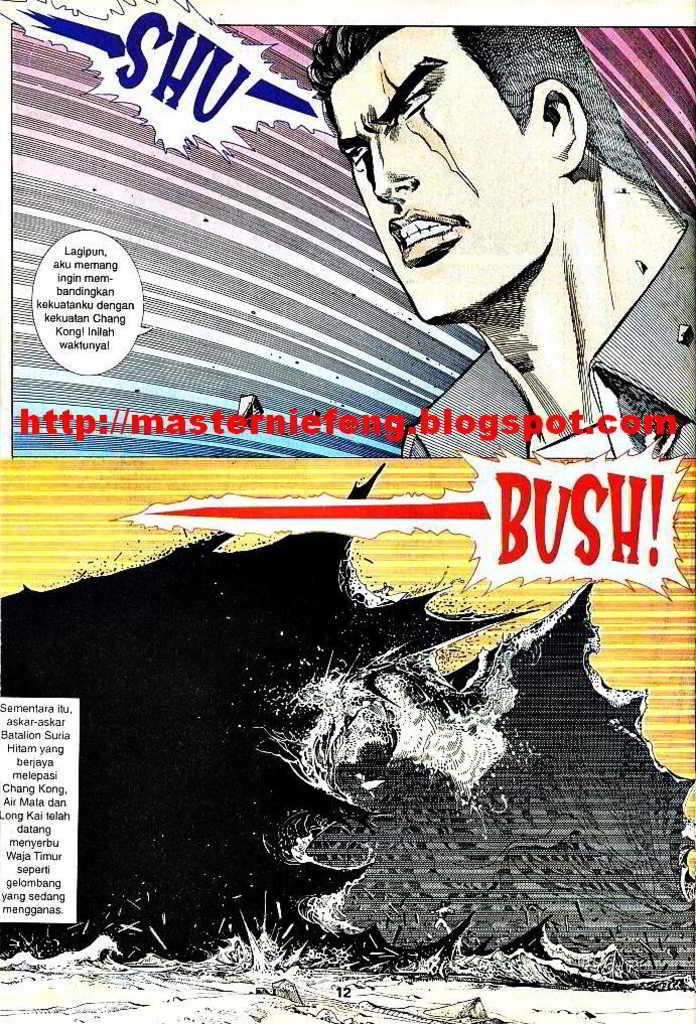 SHU
Lagipun,
aku memang
ingin mem-
bandingkan
kekuatanku dengan
kekuatan Chang
Kong! Inilah
waktunya!
http://masterniefeng.blogspot.com
BUSH!
Sementara itu,
askar-askar
Batalion Suria
Hitam yang
berjaya
melepasi
Chang Kong,
Air Mata dan
Long Kai telah
datang
menyerbu
Waja Timur
seperti
gelombang
yang sedang
mengganas.
12